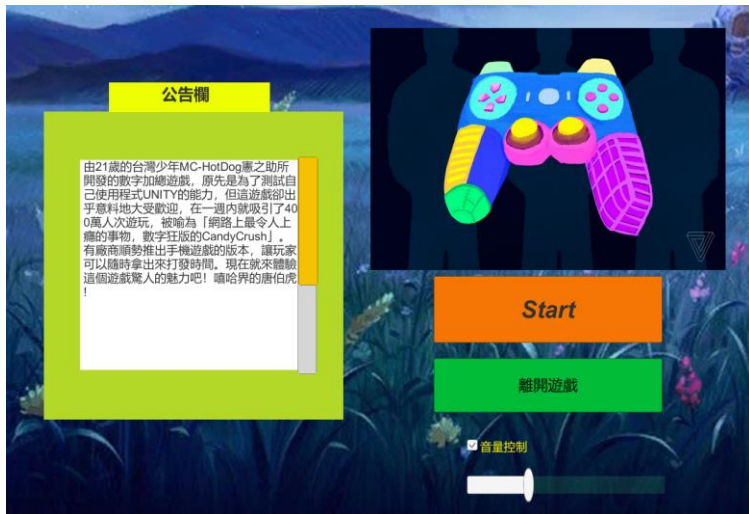 公告欄
由21歲的台灣少年MC-HotDog憲之助所
開發的數字加總遊戲，原先是為了測試自
己使用程式UNITY的能力，但這遊戲卻出
乎意料地大受歡迎，在一週內就吸引了40
0萬人次遊玩，被喻為「網路上最令人上
癮的事物，數字狂版的CandyCrush」。
有廠商順勢推出手機遊戲的版本，讓玩家
可以隨時拿出來打發時間。現在就來體驗
這個遊戲驚人的魅力吧！嘻哈界的唐伯虎
！
Start
離開遊戲
音量控制